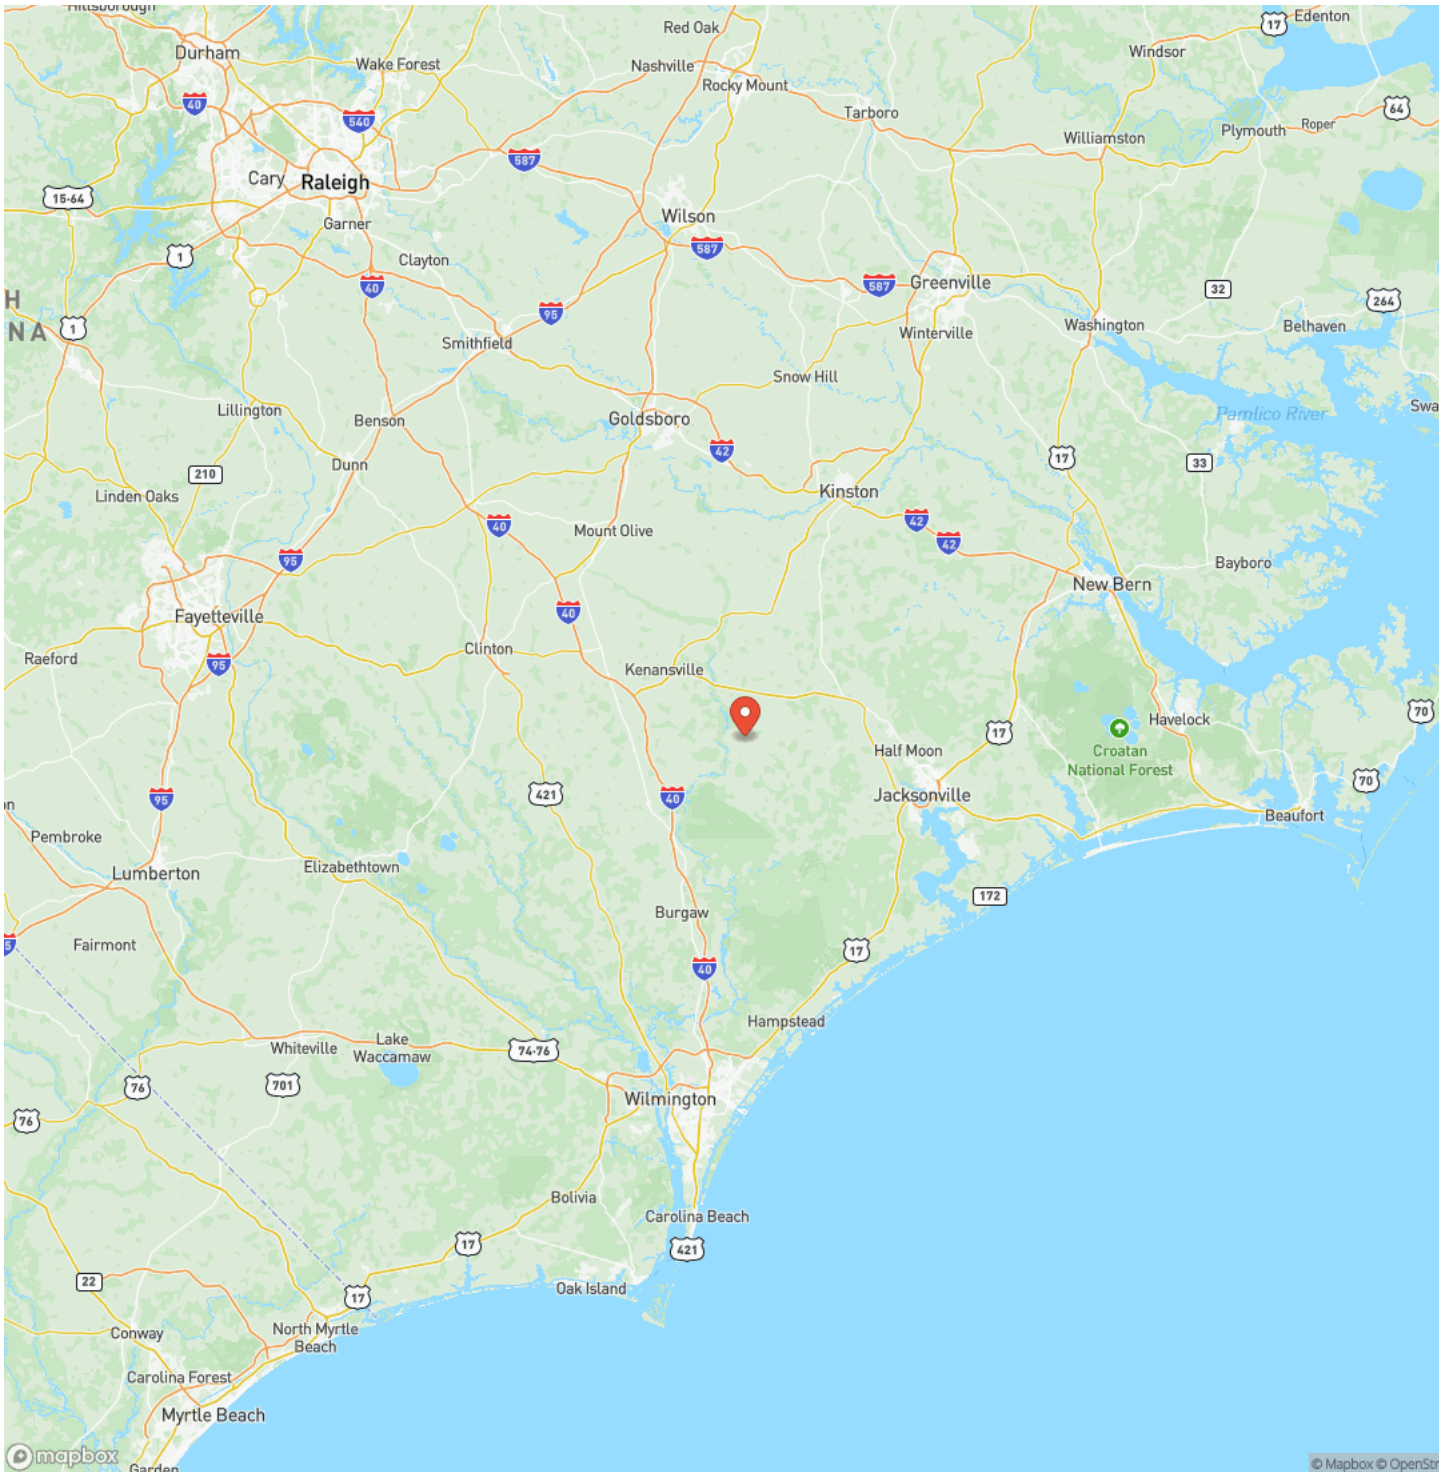 Hillsborough
Red Oak
17
Edenton
Durham
Windsor
Wake Forest
Nashville
Rocky Mount
40
64
Tarboro
540
Roper
Plymouth
Williamston
587
Cary
Raleigh
15-64
Wilson
Garner
587
1
Clayton
40
587
Greenville
32
H
264
95
NA
1
Washington
Belhaven
Winterville
Smithfield
Snow Hill
Swa
Lillington
Pamlico River
Benson
Goldsboro
42
17
33
Dunn
210
Kinston
Linden Oaks
42
40
Mount Olive
42
95
Bayboro
New Bern
40
Fayetteville
Clinton
Raeford
95
Kenansville
70
Havelock
17
Half Moon
Croatan
National Forest
70
421
Jacksonville
40
95
on
Beaufort
Pembroke
Elizabethtown
Lumberton
172
Burgaw
Fairmont
5
17
40
Hampstead
Lake
Waccamaw
Whiteville
74-76
76
701
Wilmington
76
Bolivia
Carolina Beach
17
421
22
Oak Island
17
North Myrtle
Beach
Conway
Carolina Forest
Myrtle Beach
mapbox
Garden
© Mapbox © OpenStr